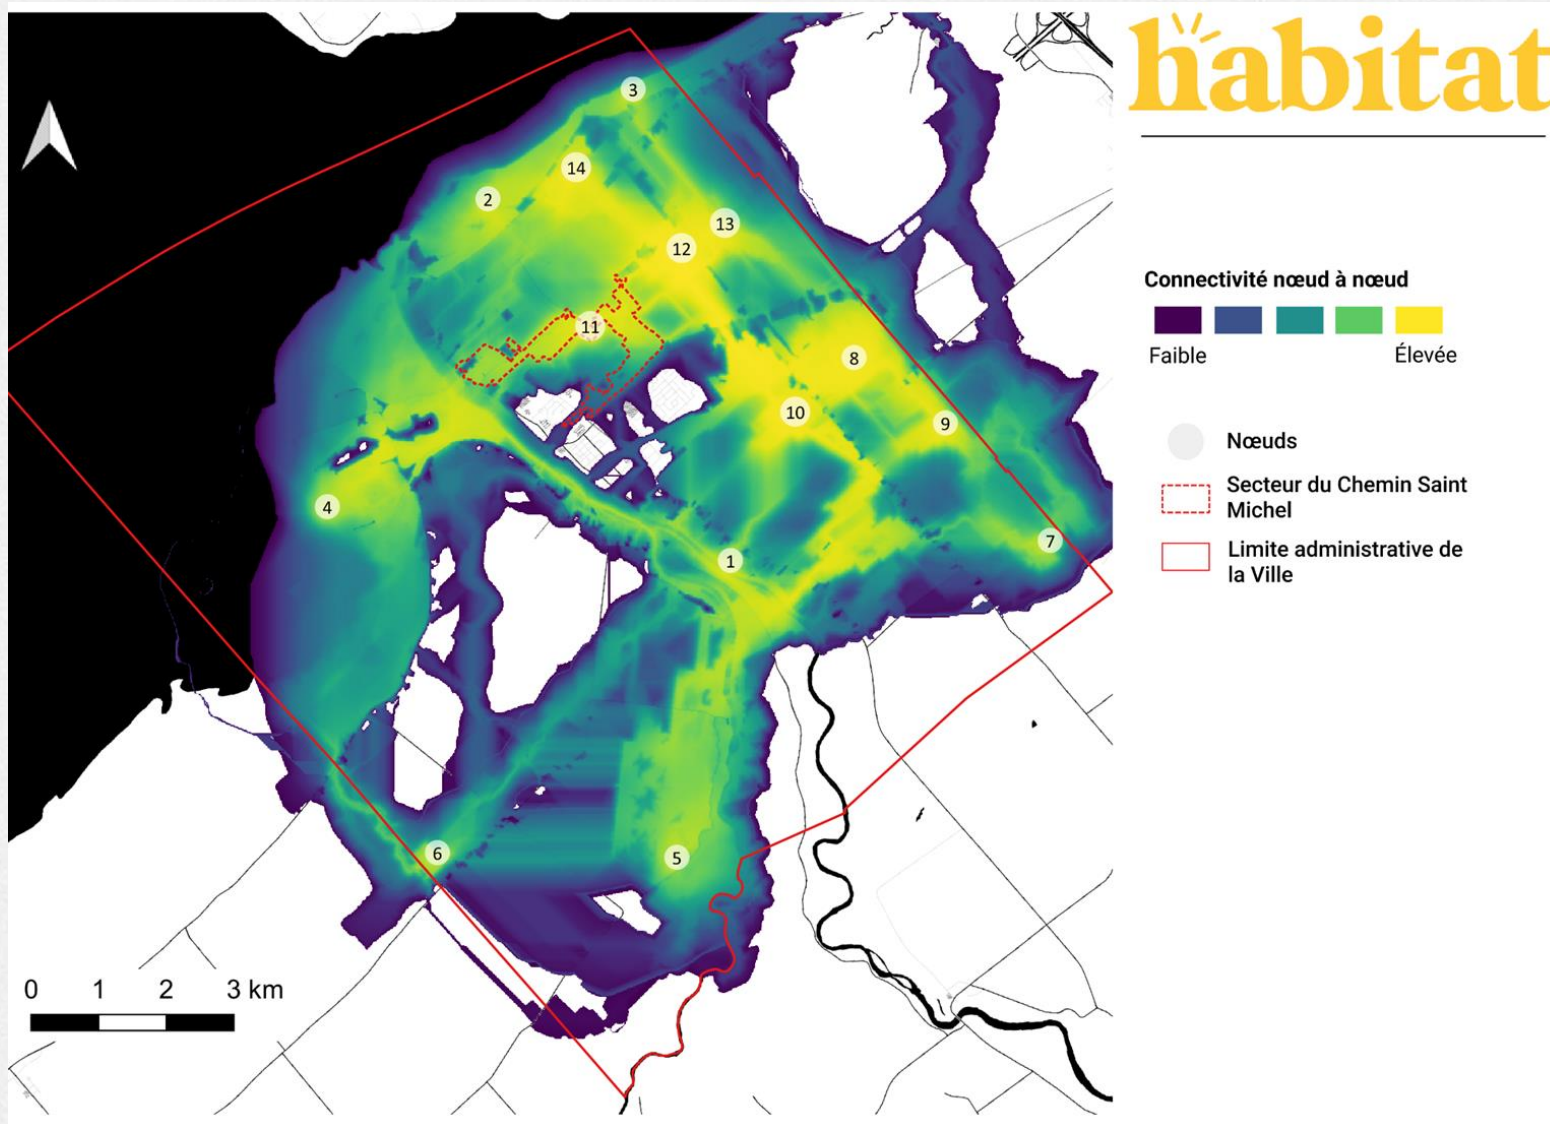 habitat
Connectivité nœud à nœud
Faible
Élevée
Nœuds
Secteur du Chemin Saint
Michel
Limite administrative de
la Ville
3
14
2
13
12
11
8
10
9
4
7
1
6
5
0 1 2 3 km